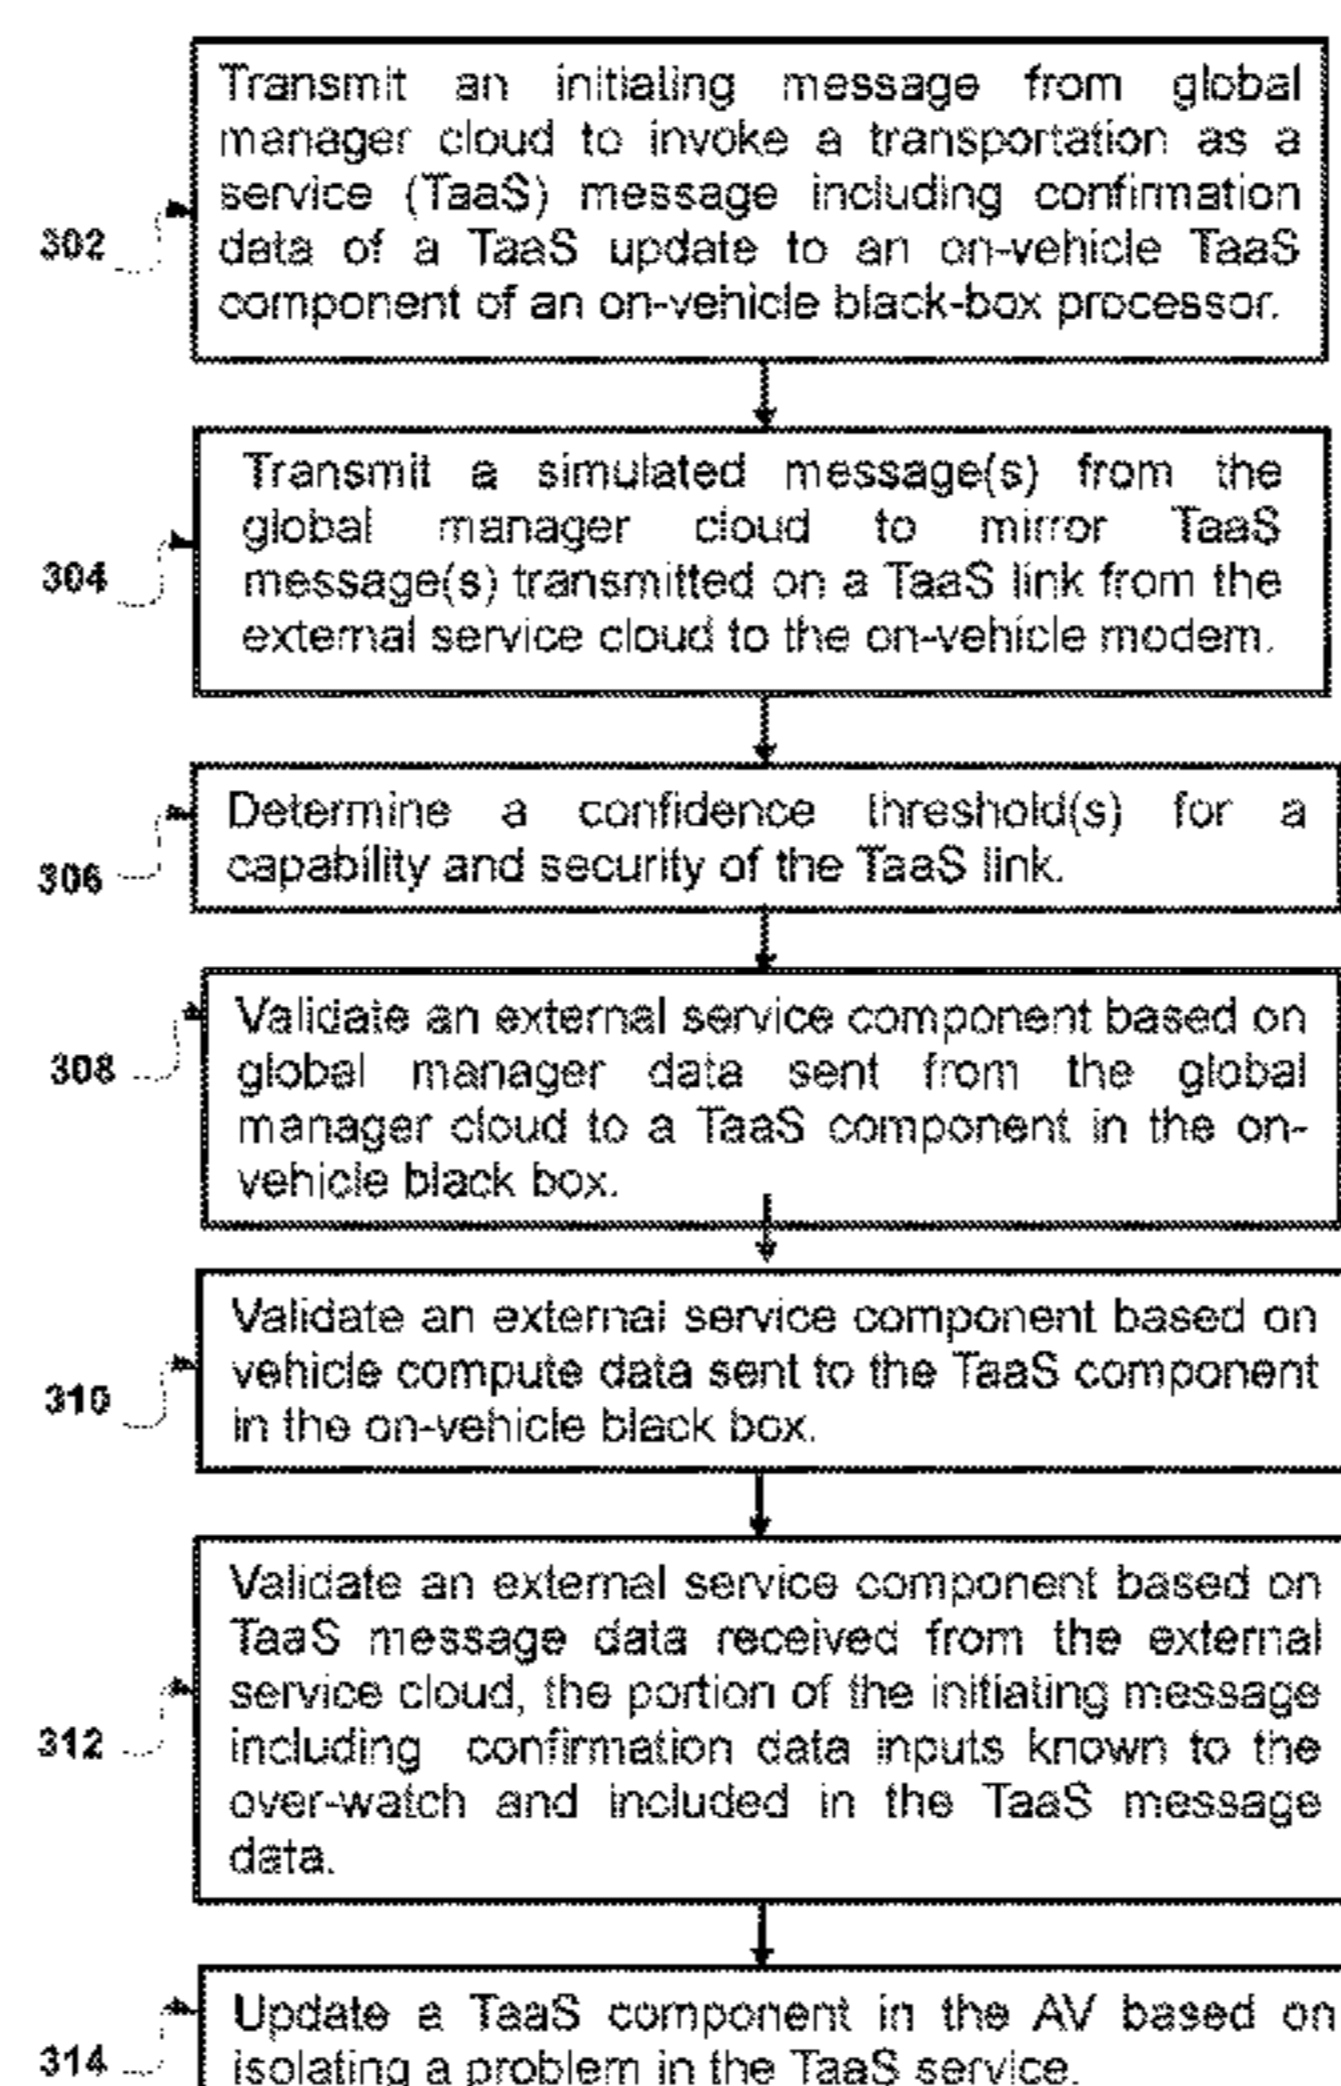 Transmit an initiating message from global
manager cloud to invoke a transportation as a
service (TaaS) message including confirmation
302
data of a TaaS update to an on-vehicle TaaS
component of an on-vehicle black-box processor.
Transmit a simulated message(s) from the
global manager cloud to mirror TaaS
304
message(s) transmitted on a TaaS link from the
external service cloud to the on-vehicle modem.
Determine a confidence threshold(s) for a
306
capability and security of the TaaS link.
Validate an external service component based on
308
global manager data sent from the global
manager cloud to a TaaS component in the on-
vehicle black box.
Validate an external service component based on
vehicle compute data sent to the TaaS component
310
in the on-vehicle black box.
Validate an external service component based on
TaaS message data received from the external
service cloud, the portion of the initiating message
312
including confirmation data inputs known to the
over-watch and included in the TaaS message
data.
Update a TaaS component in the AV based on
314
isolating a problem in the TaaS service.